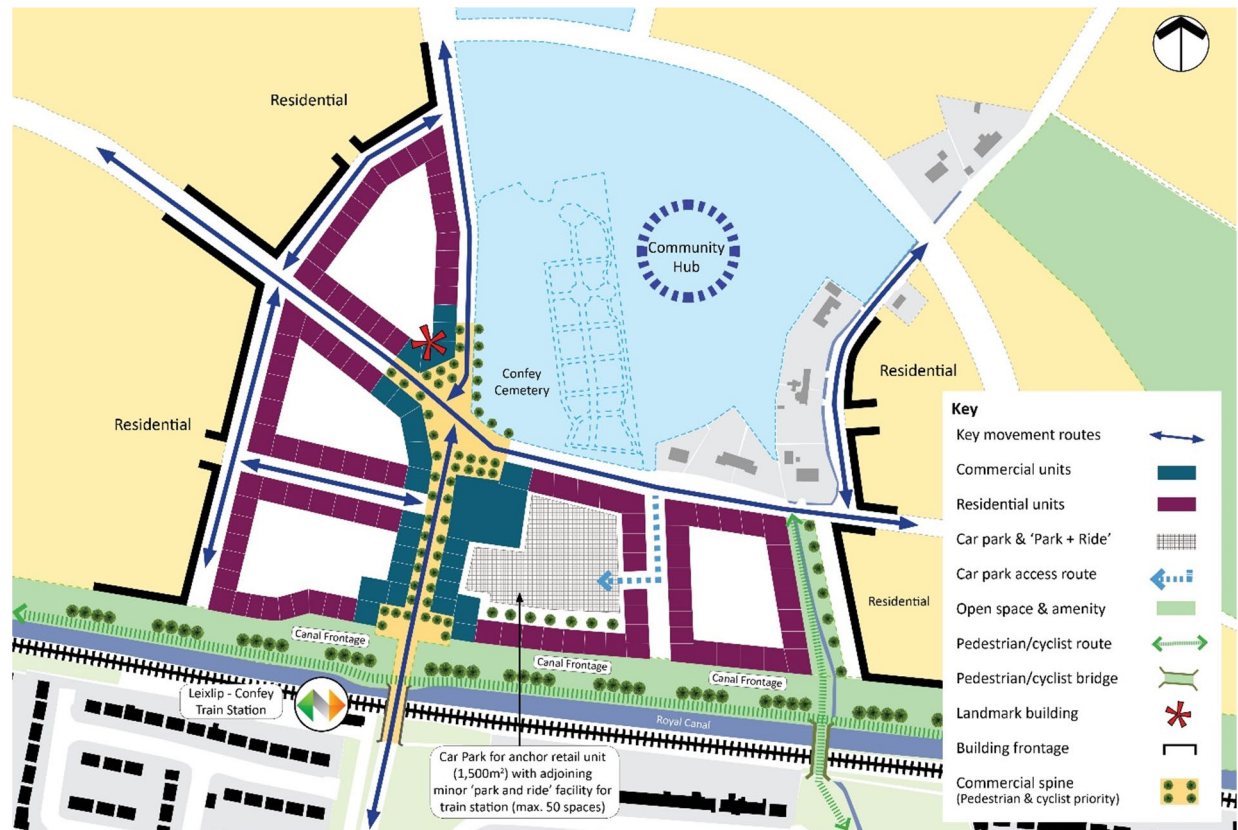 Residential
Community
Hub
Confey
Cemetery
Residential
Residential
Residential
Canal Frontage
Canal Frontage
Canal Frontage
Leixlip - Confey
Train Station
Royal Canal
Car Park for anchor retail unit
(1,500m²) with adjoining
minor 'park and ride' facility for
train station (max. 50 spaces)
Key
Key movement routes
Commercial units
Residential units
Car park & 'Park + Ride'
Car park access route
Open space & amenity
Pedestrian/cyclist route
Pedestrian/cyclist bridge
Landmark building
Building frontage
Commercial spine
(Pedestrian & cyclist priority)